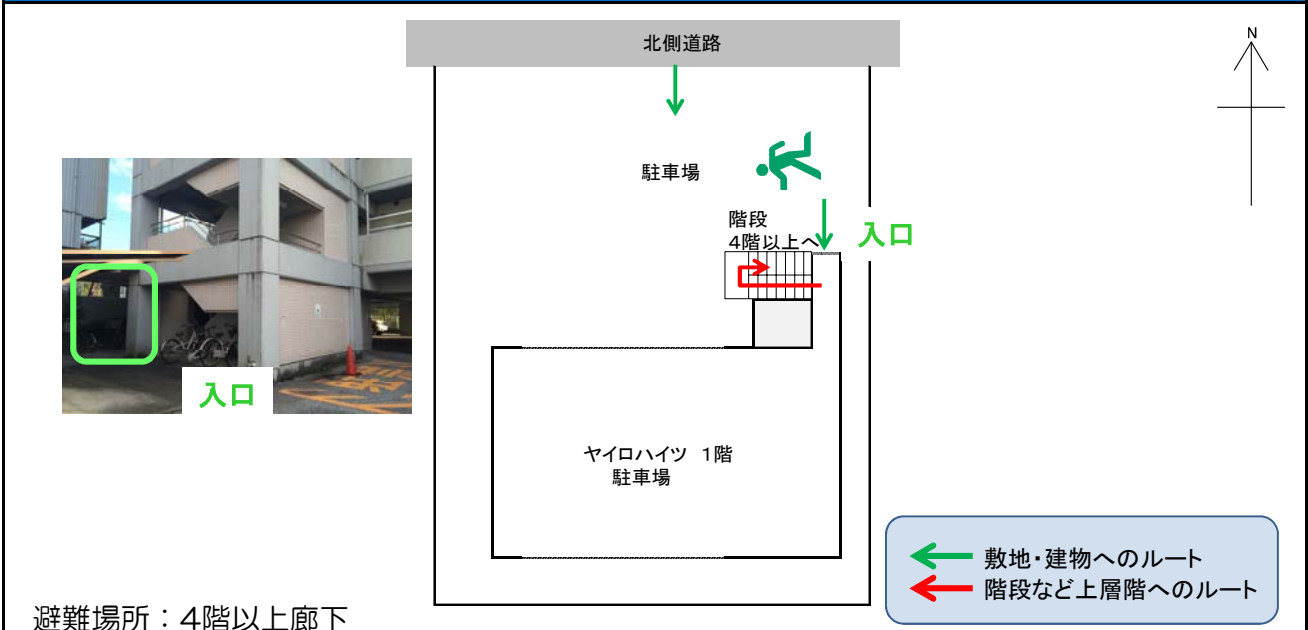 北側道路
N
駐車場
階段
4階以上へ
入口
入口
ヤイロハイツ 1階
駐車場
敷地・建物へのルート
階段など上層階へのルート
避難場所：4階以上廊下